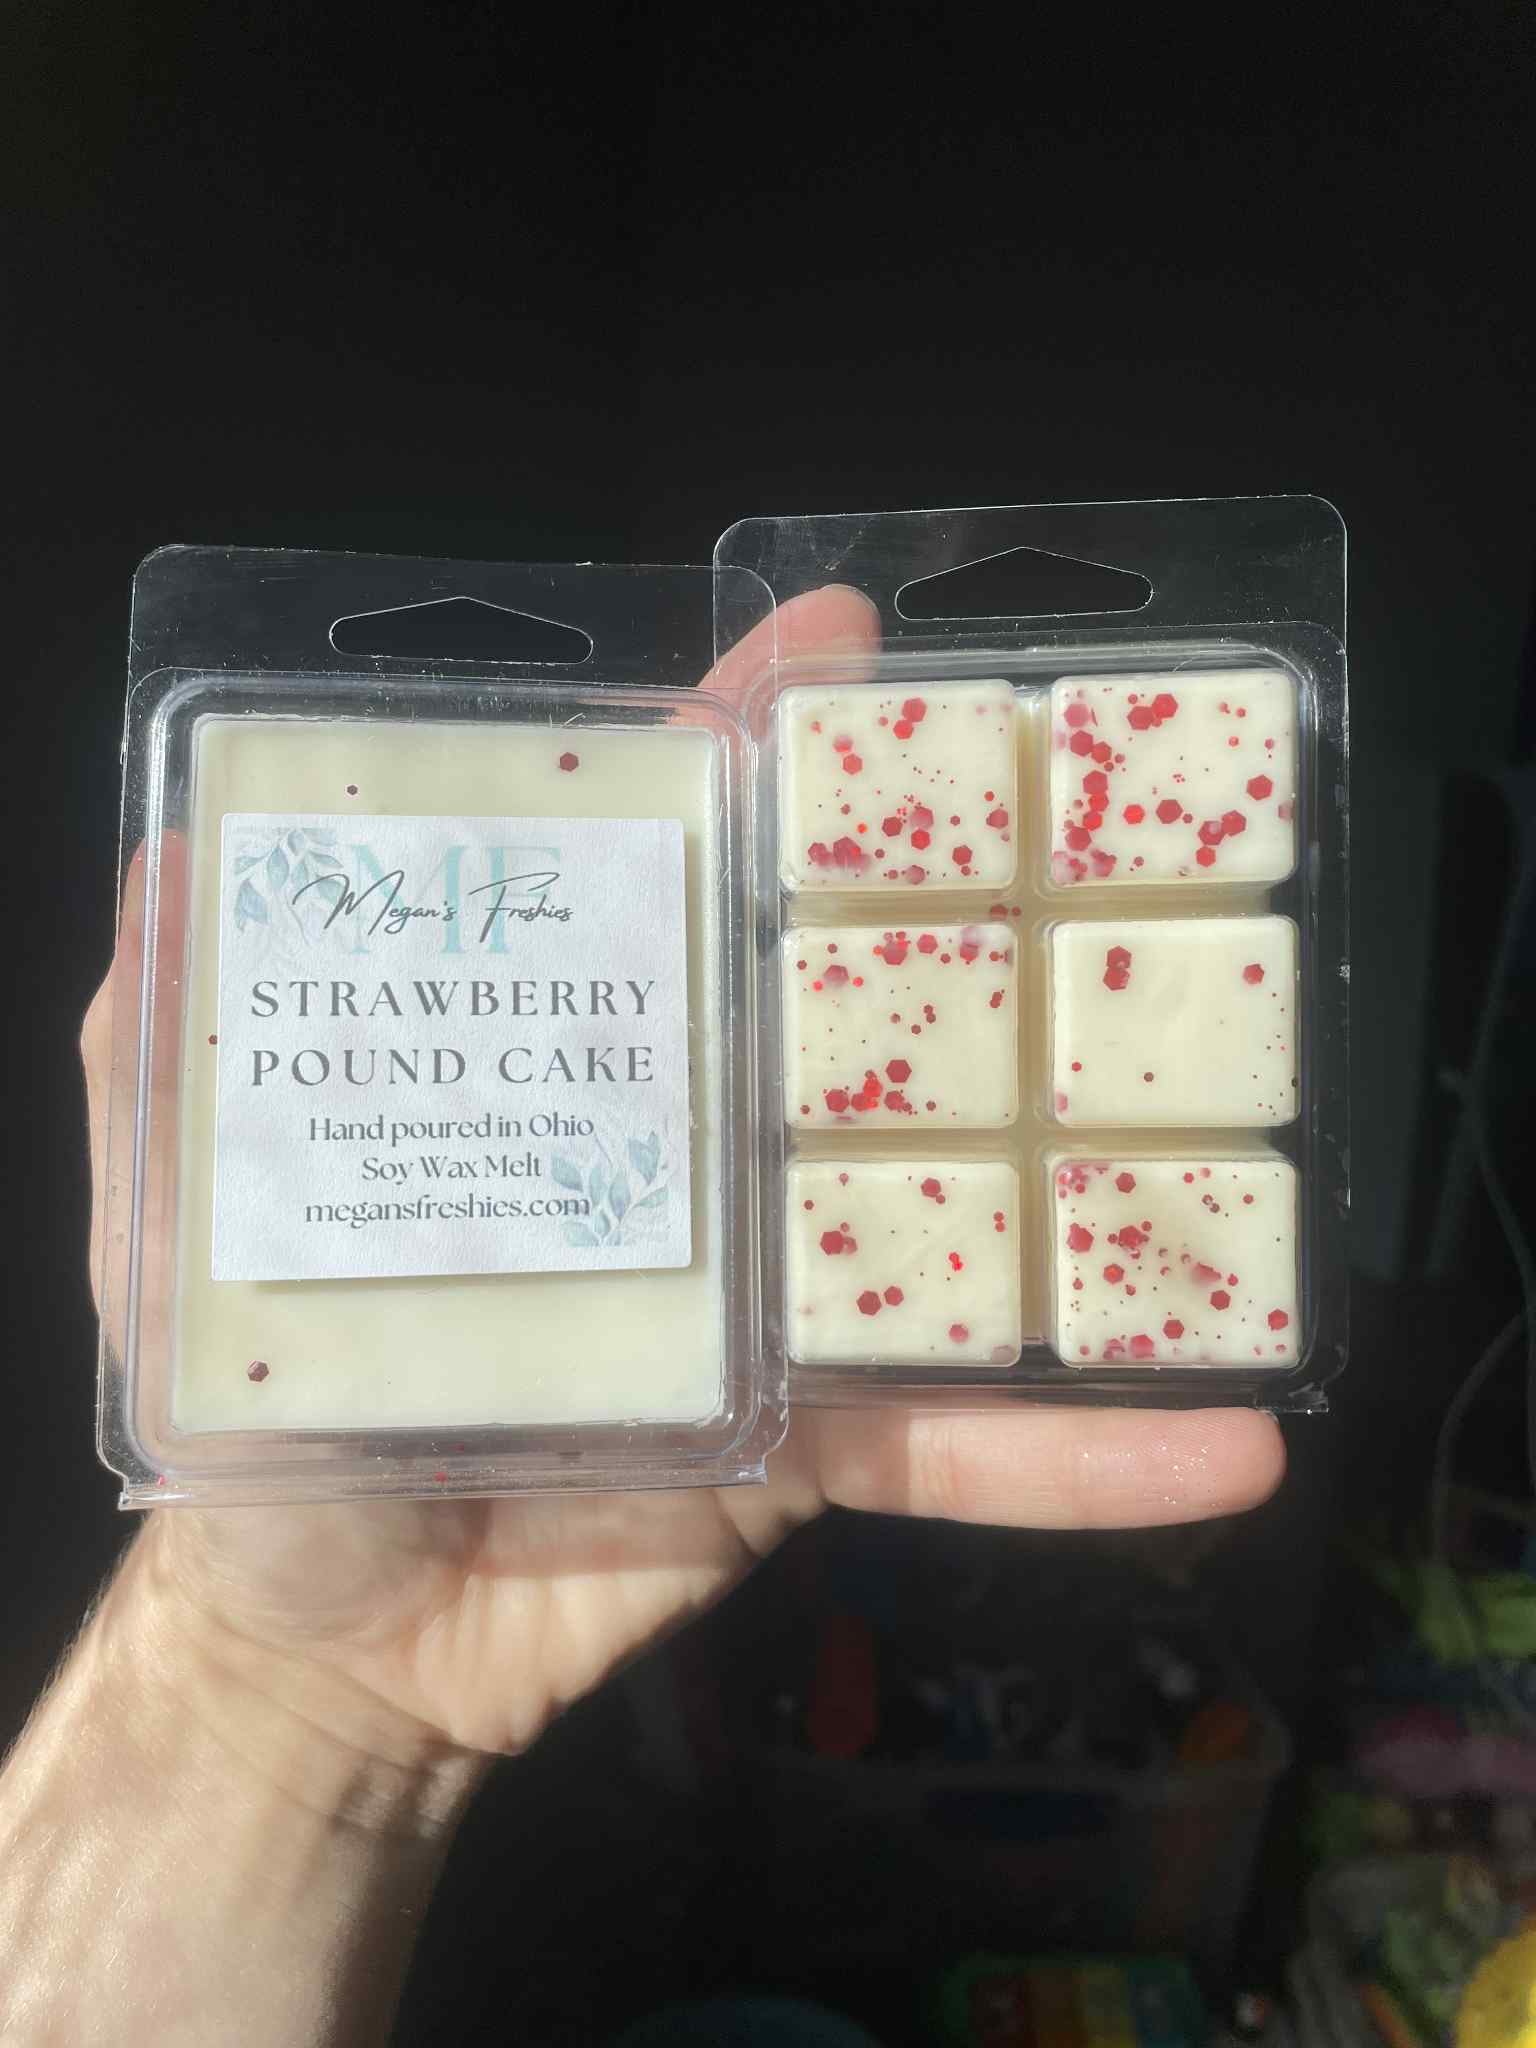 MF
Megan's Freshies
STRAWBERRY
POUND CAKE
Hand poured in Ohio
Soy Wax Melt
megansfreshies.com